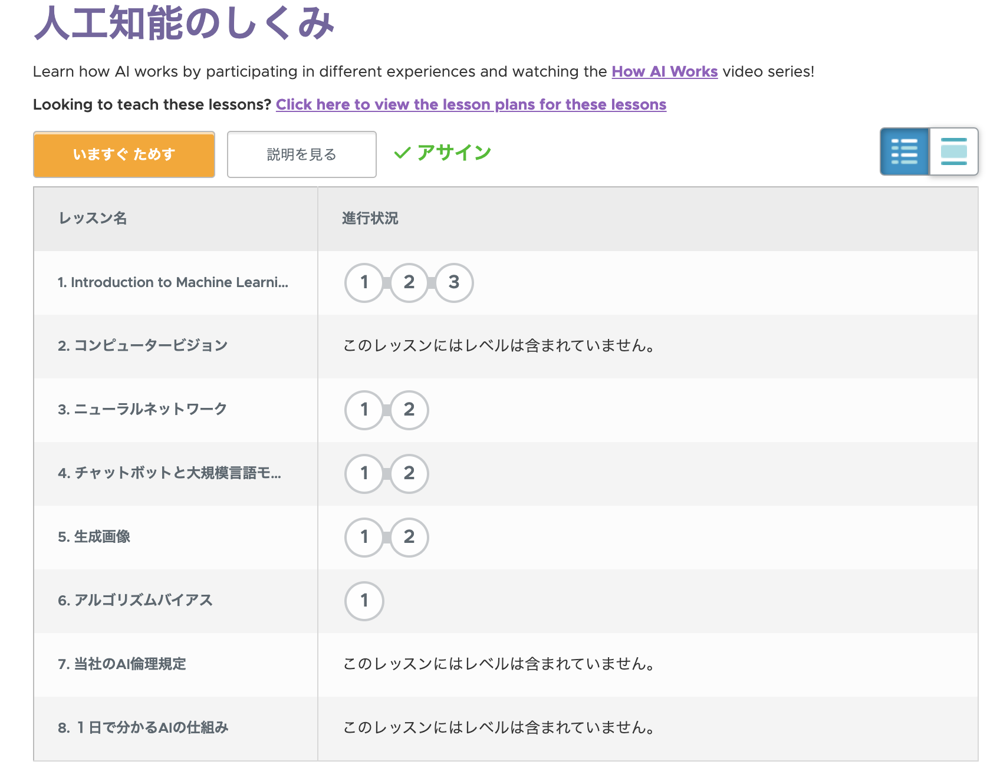 人工知能のしくみ
Learn how AI works by participating in different experiences and watching the How AI Works video series!
Looking to teach these lessons? Click here to view the lesson plans for these lessons
いますぐ ためす
説明を見る
アサイン
レッスン名
進行状況
1. Introduction to Machine Learni...
1 2 3
2. コンピュータービジョン
このレッスンにはレベルは含まれていません。
3. ニューラルネットワーク
1 2
4. チャットボットと大規模言語モ...
1 2
5. 生成画像
1 2
6. アルゴリズムバイアス
1
7. 当社のAI倫理規定
このレッスンにはレベルは含まれていません。
8. １日で分かるAIの仕組み
このレッスンにはレベルは含まれていません。